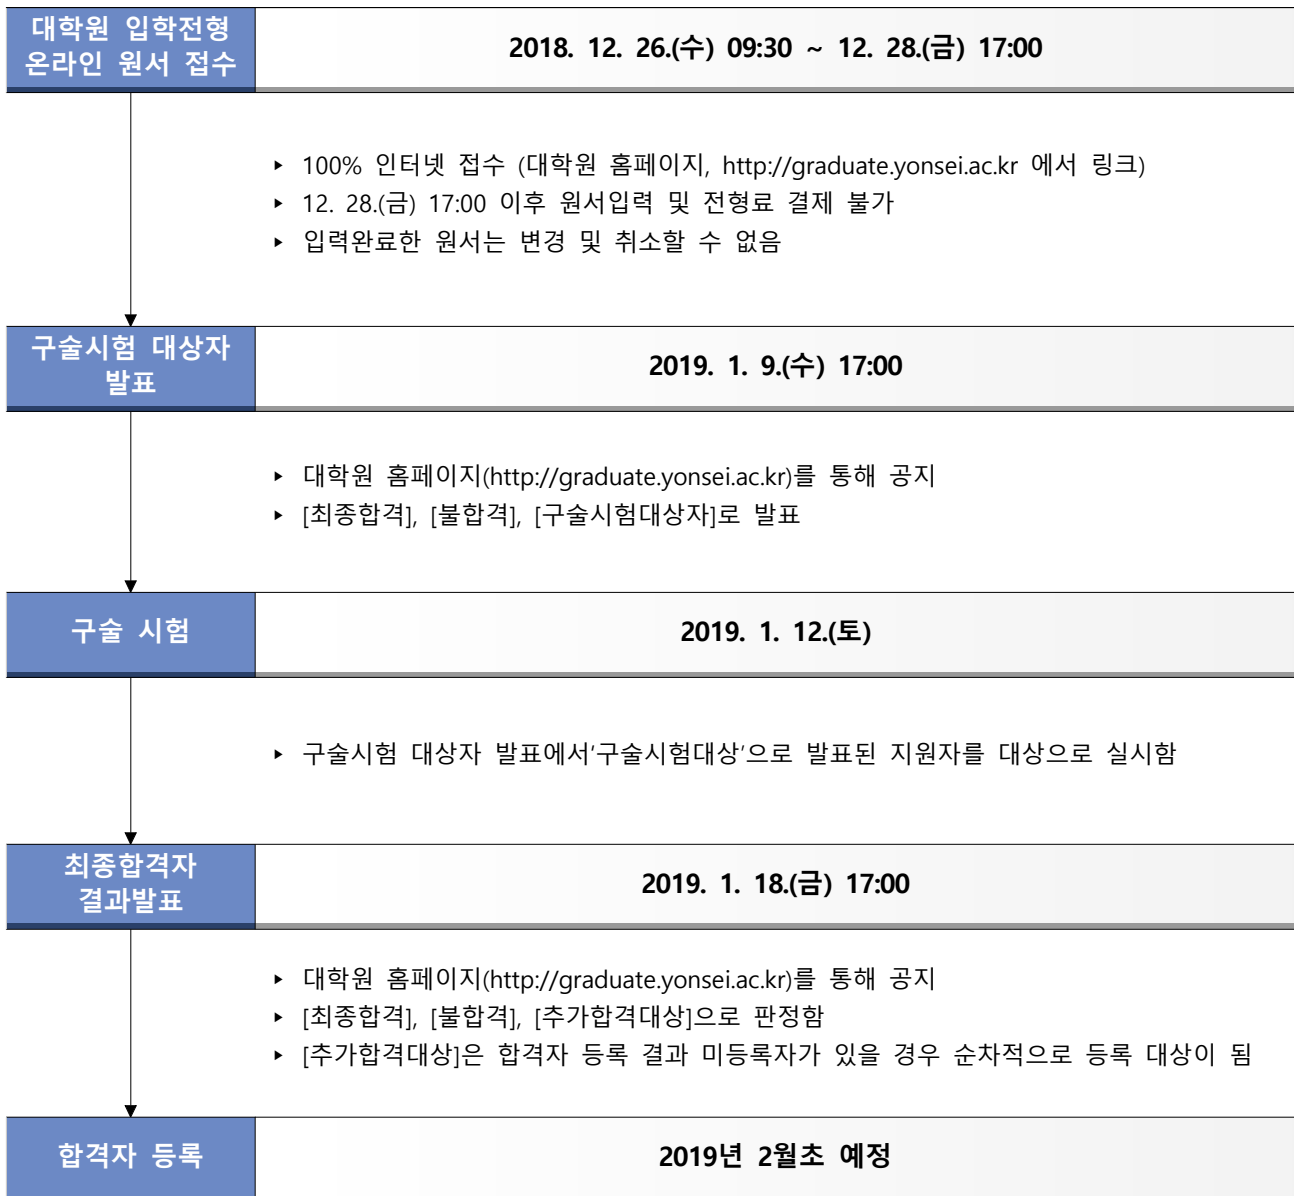 대학원 입학전형
온라인 원서 접수
2018. 12. 26.(수) 09:30 ~ 12. 28.(금) 17:00
▸ 100% 인터넷 접수 (대학원 홈페이지, http://graduate.yonsei.ac.kr 에서 링크)
▸ 12. 28.(금) 17:00 이후 원서입력 및 전형료 결제 불가
▸ 입력완료한 원서는 변경 및 취소할 수 없음
구술시험 대상자
발표
2019. 1. 9.(수) 17:00
▸ 대학원 홈페이지(http://graduate.yonsei.ac.kr)를 통해 공지
▸ [최종합격], [불합격], [구술시험대상자]로 발표
구술 시험
2019. 1. 12.(토)
▸ 구술시험 대상자 발표에서'구술시험대상'으로 발표된 지원자를 대상으로 실시함
최종합격자
결과발표
2019. 1. 18.(금) 17:00
▸ 대학원 홈페이지(http://graduate.yonsei.ac.kr)를 통해 공지
▸ [최종합격], [불합격], [추가합격대상]으로 판정함
▸ [추가합격대상]은 합격자 등록 결과 미등록자가 있을 경우 순차적으로 등록 대상이 됨
합격자 등록
2019년 2월초 예정